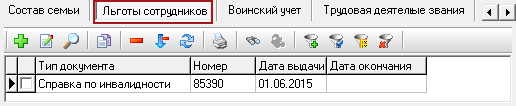 Состав семьи Льготы сотрудников Воинский учет Трудовая деятелые звания
Тип документа Номер Дата выдачи Дата окончания
Справка по инвалидности 85390 01.06.2015